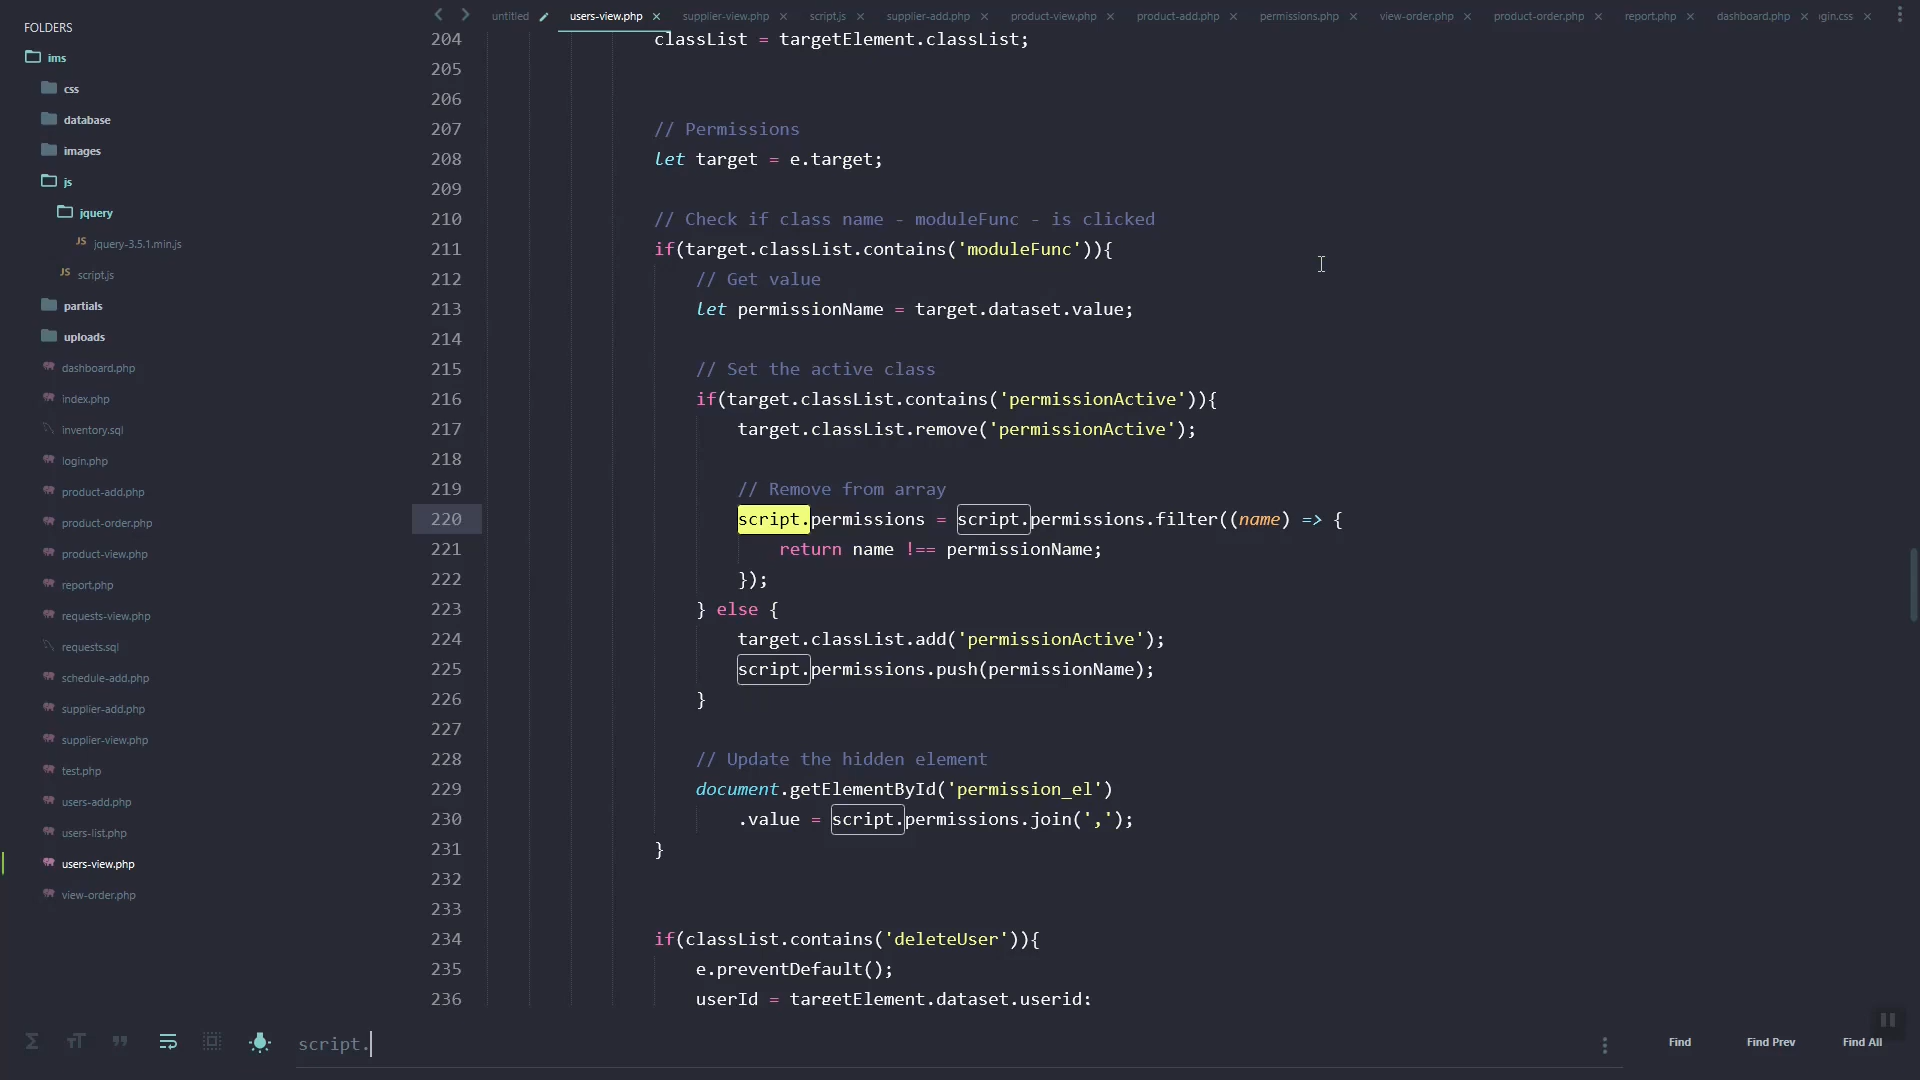 FOLDERS
ims
css
database
images
js
jquery
JS jquery-3.5.1.min.js
JS script.js
partials
uploads
dashboard.php
index.php
inventory.sql
login.php
product-add.php
product-order.php
product-view.php
report.php
requests-view.php
requests.sql
schedule-add.php
supplier-add.php
supplier-view.php
test.php
users-add.php
users-list.php
users-view.php
view-order.php
untitled users-view.php × supplier-view.php × script.js × supplier-add.php × product-view.php × product-add.php × permissions.php × view-order.php × product-order.php × report.php × dashboard.php × gin.css ×
204 classList = targetElement.classList;
205
206
207 // Permissions
208 let target = e.target;
209
210 // Check if class name - moduleFunc - is clicked
211 if(target.classList.contains('moduleFunc')){
212 // Get value
213 let permissionName = target.dataset.value;
214
215 // Set the active class
216 if(target.classList.contains('permissionActive')){
217 target.classList.remove('permissionActive');
218
219 // Remove from array
220 script.permissions = script.permissions.filter((name) => {
221 return name !== permissionName;
222 });
223 } else {
224 target.classList.add('permissionActive');
225 script.permissions.push(permissionName);
226 }
227
228 // Update the hidden element
229 document.getElementById('permission_el')
230 .value = script.permissions.join(',');
231 }
232
233
234 if(classList.contains('deleteUser')){
235 e.preventDefault();
236 userId = targetElement.dataset.userid;
script.
Find Find Prev Find All